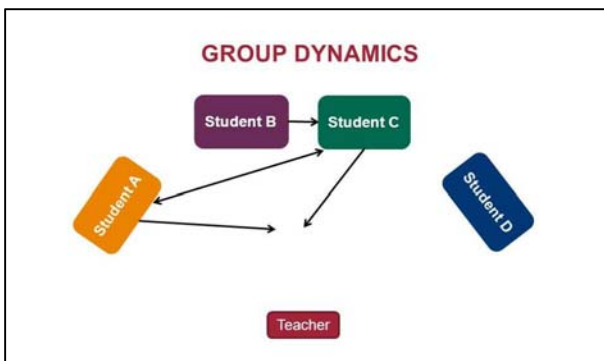 GROUP DYNAMICS
Student B
Student C
Student A
Student D
Teacher